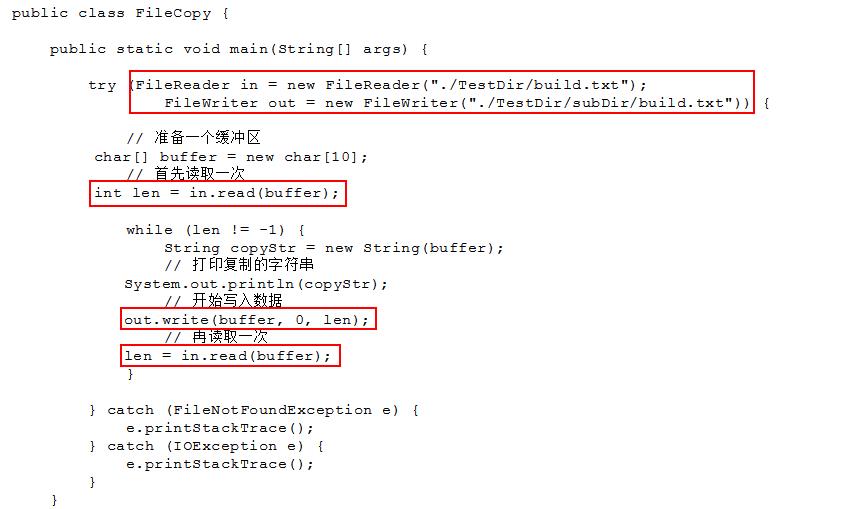 public class FileCopy {
    public static void main(String[] args) {
        try (FileReader in = new FileReader("./TestDir/build.txt");
                FileWriter out = new FileWriter("./TestDir/subDir/build.txt")) {
            // 准备一个缓冲区
        char[] buffer = new char[10];
            // 首先读取一次
        int len = in.read(buffer);
            while (len != -1) {
                String copyStr = new String(buffer);
                // 打印复制的字符串
            System.out.println(copyStr);
                // 开始写入数据
            out.write(buffer, 0, len);
                // 再读取一次
            len = in.read(buffer);
            }
        } catch (FileNotFoundException e) {
            e.printStackTrace();
        } catch (IOException e) {
            e.printStackTrace();
        }
    }